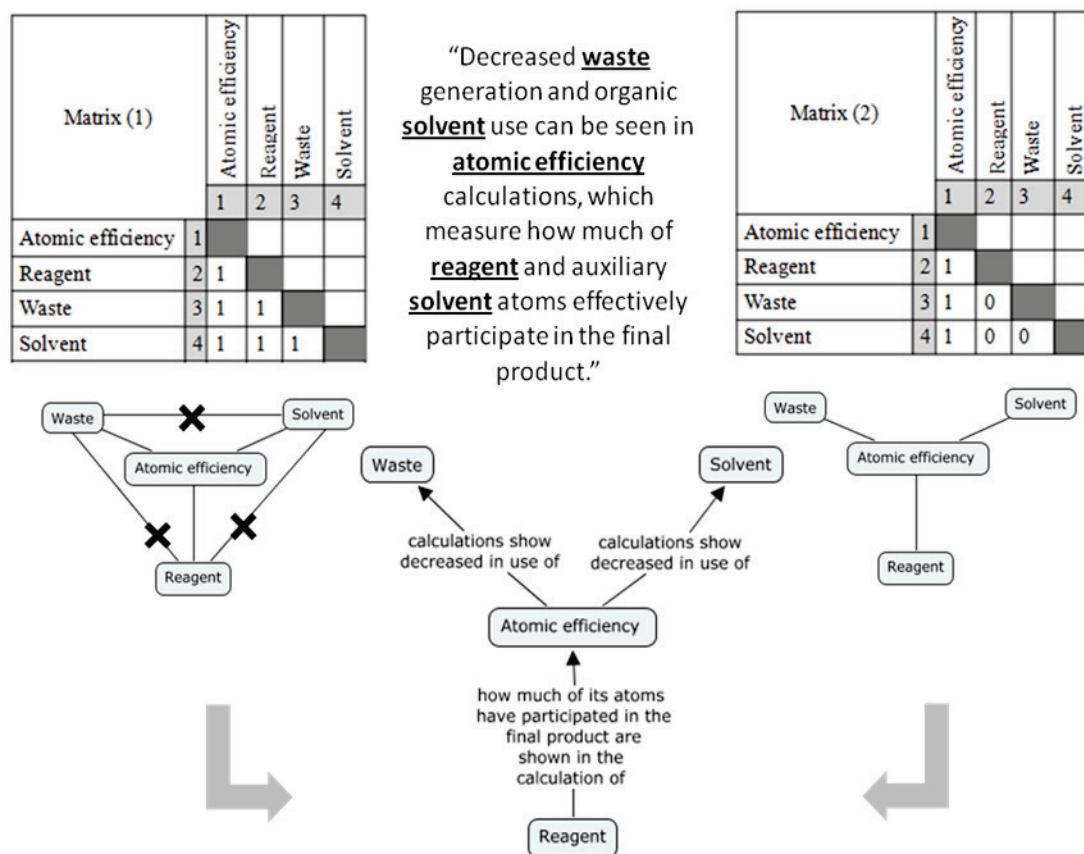 Matrix (1)
Atomic efficiency
Reagent
Waste
Solvent
1 2 3 4
Atomic efficiency 1
Reagent 2 1
Waste 3 1 1
Solvent 4 1 1 1
“Decreased waste
generation and organic
solvent use can be seen in
atomic efficiency
calculations, which
measure how much of
reagent and auxiliary
solvent atoms effectively
participate in the final
product.”
Matrix (2)
Atomic efficiency
Reagent
Waste
Solvent
1 2 3 4
Atomic efficiency 1
Reagent 2 1
Waste 3 1 0
Solvent 4 1 0 0
Waste
Solvent
Atomic efficiency
Reagent
Waste
Solvent
calculations show
decreased in use of
calculations show
decreased in use of
Atomic efficiency
how much of its atoms
have participated in the
final product are
shown in the
calculation of
Reagent
Waste
Solvent
Atomic efficiency
Reagent